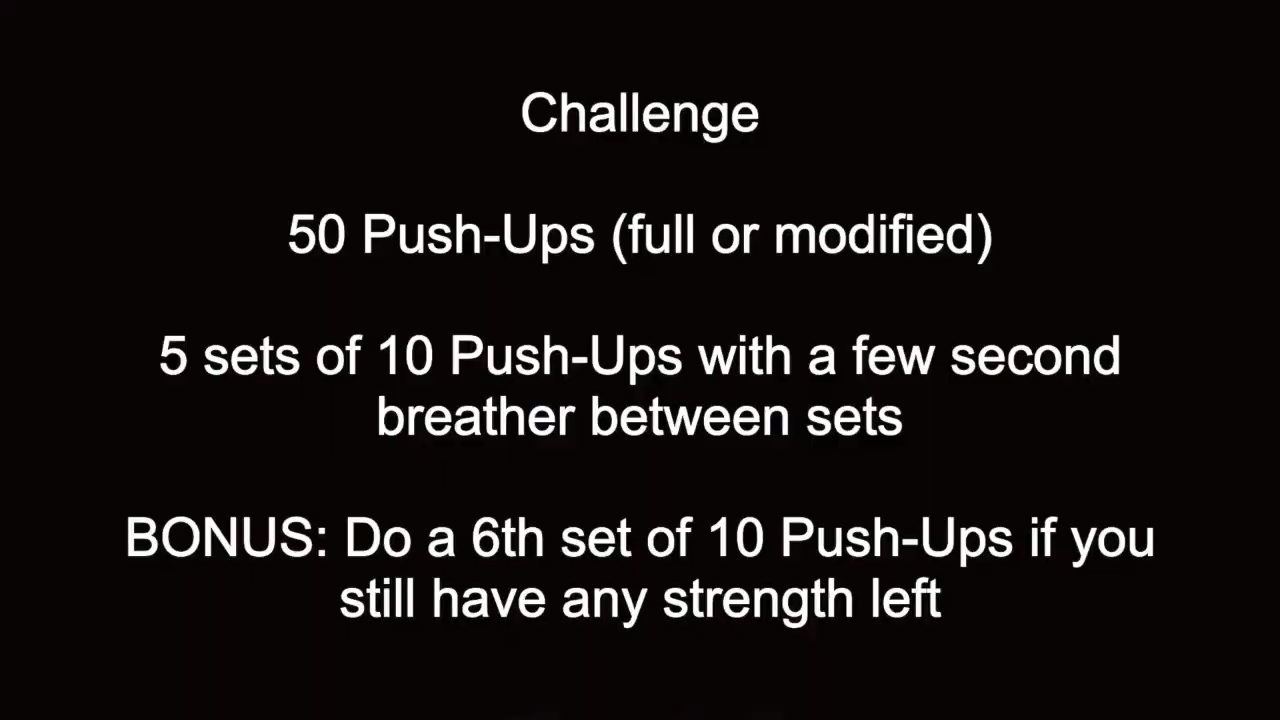 Challenge
50 Push-Ups (full or modified)
5 sets of 10 Push-Ups with a few second
breather between sets
BONUS: Do a 6th set of 10 Push-Ups if you
still have any strength left